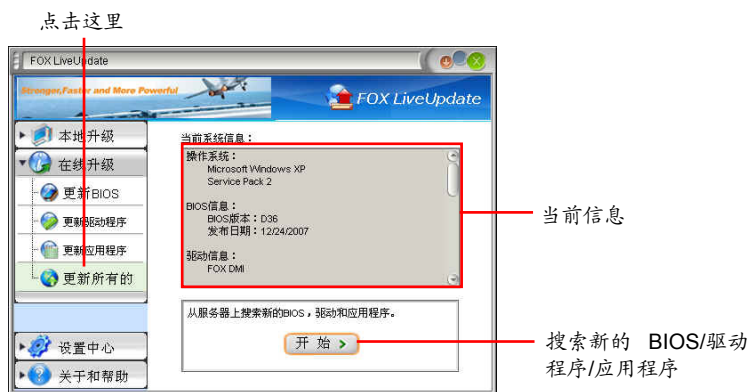 点击这里
FOX LiveUpdate
Stronger,Faster and More Powerful
FOX LiveUpdate
本地升级
在线升级
更新BIOS
更新驱动程序
更新应用程序
更新所有的
设置中心
关于和帮助
当前系统信息：
操作系统：
Microsoft Windows XP
Service Pack 2
BIOS信息：
BIOS版本：D36
发布日期：12/24/2007
驱动信息：
FOX DMI
从服务器上搜索新的BIOS，驱动和应用程序。
开 始
当前信息
搜索新的 BIOS/驱动
程序/应用程序